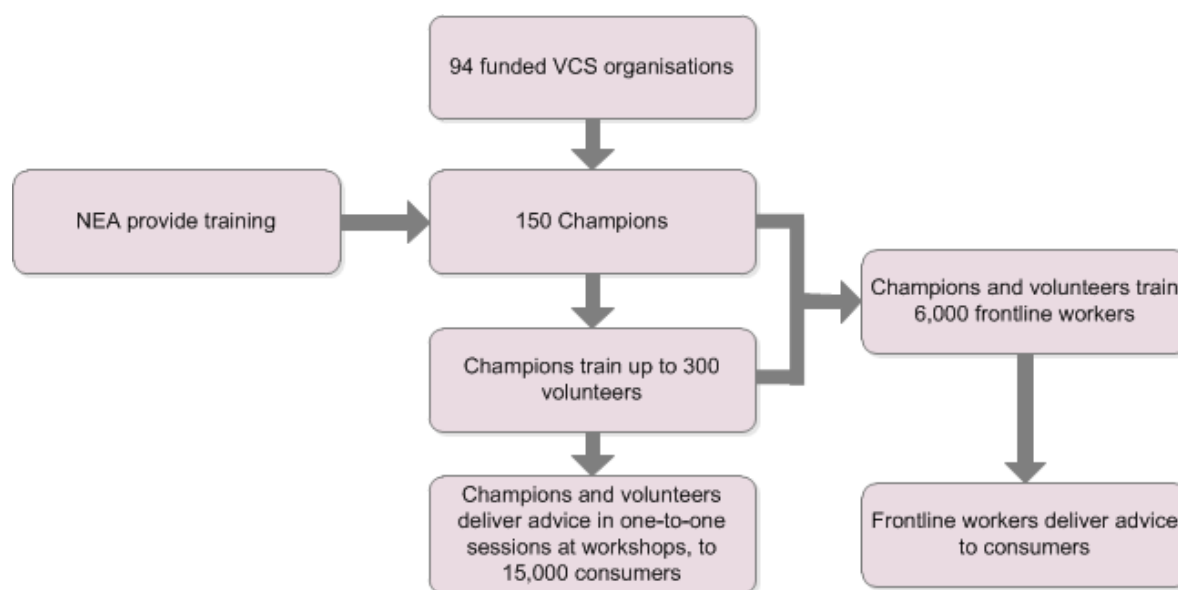 94 funded VCS organisations
NEA provide training
150 Champions
Champions and volunteers train
6,000 frontline workers
Champions train up to 300
volunteers
Champions and volunteers
deliver advice in one-to-one
sessions at workshops, to
15,000 consumers
Frontline workers deliver advice
to consumers